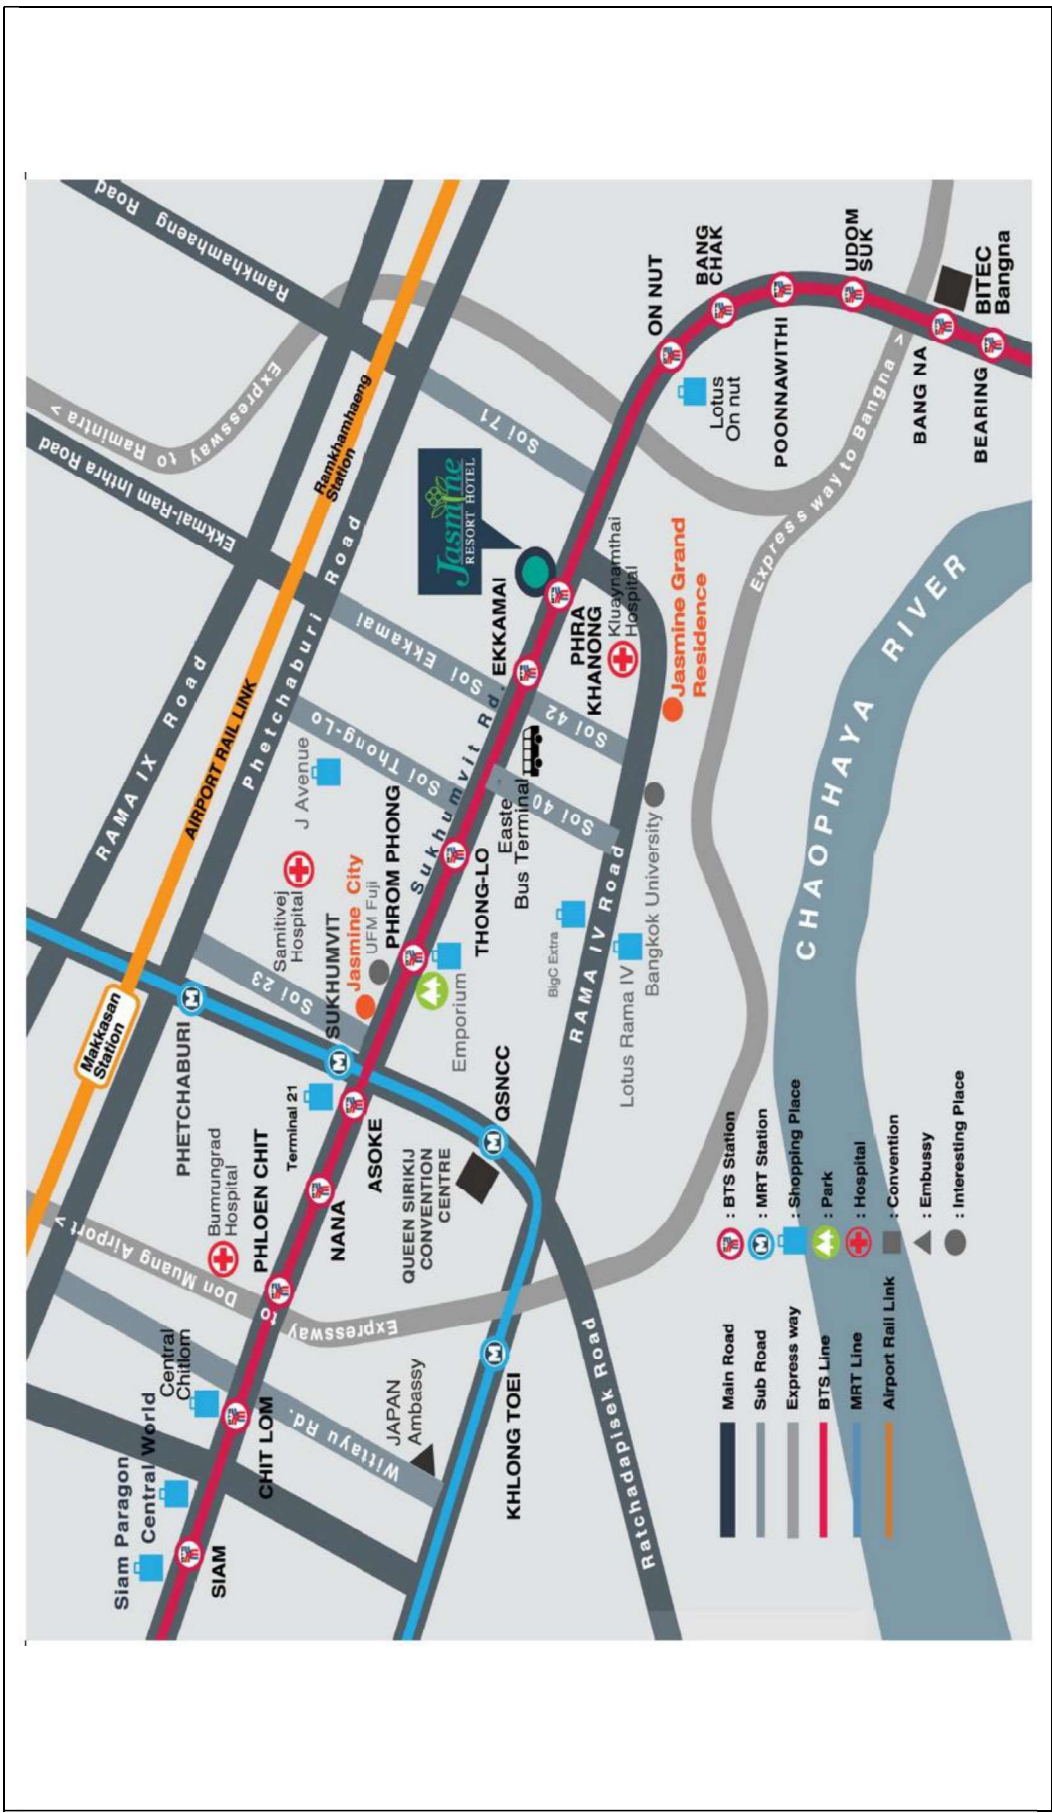 Siam Paragon
Central World
SIAM
Central
Chitlom
CHIT LOM
Wittayu Rd.
JAPAN
Ambassy
KHLONG TOEI
Ratchadapisek Road
Expressway to Don Muang Airport >
Bumrungrad
Hospital
PHLOEN CHIT
NANA
Terminal 21
ASOKE
QUEEN SIRIKIJ
CONVENTION
CENTRE
QSNCC
Makkasan
Station
PHETCHABURI
SUKHUMVIT
Soi 23
Samitivej
Hospital
Jasmine City
UFM Fuji
PHROM PHONG
Emporium
J Avenue
THONG-LO
Sukhumvit Rd.
RAMA IX Road
AIRPORT RAIL LINK
Phetchaburi Road
Soi Thong-Lo
Soi Ekkamai
Ekkmai-Ram Inthra Road
Expressway to Ramintra >
Ramkhamhaeng
Station
Ramkhamhaeng Road
Soi 71
Jasmine
RESORT HOTEL
EKKAMAI
Easte
Bus Terminal
Soi 40
Soi 42
BigC Extra
RAMA IV Road
Lotus Rama IV
Bangkok University
PHRA
KHANONG
Kluaynamthai
Hospital
Jasmine Grand
Residence
ON NUT
Lotus
On nut
BANG
CHAK
POONNAWITHI
UDOM
SUK
BANG NA
BEARING
BITEC
Bangna
Expressway to Bangna >
CHAOPHAYA RIVER
Main Road
Sub Road
Express way
BTS Line
MRT Line
Airport Rail Link
: BTS Station
: MRT Station
: Shopping Place
: Park
: Hospital
: Convention
: Embussy
: Interesting Place